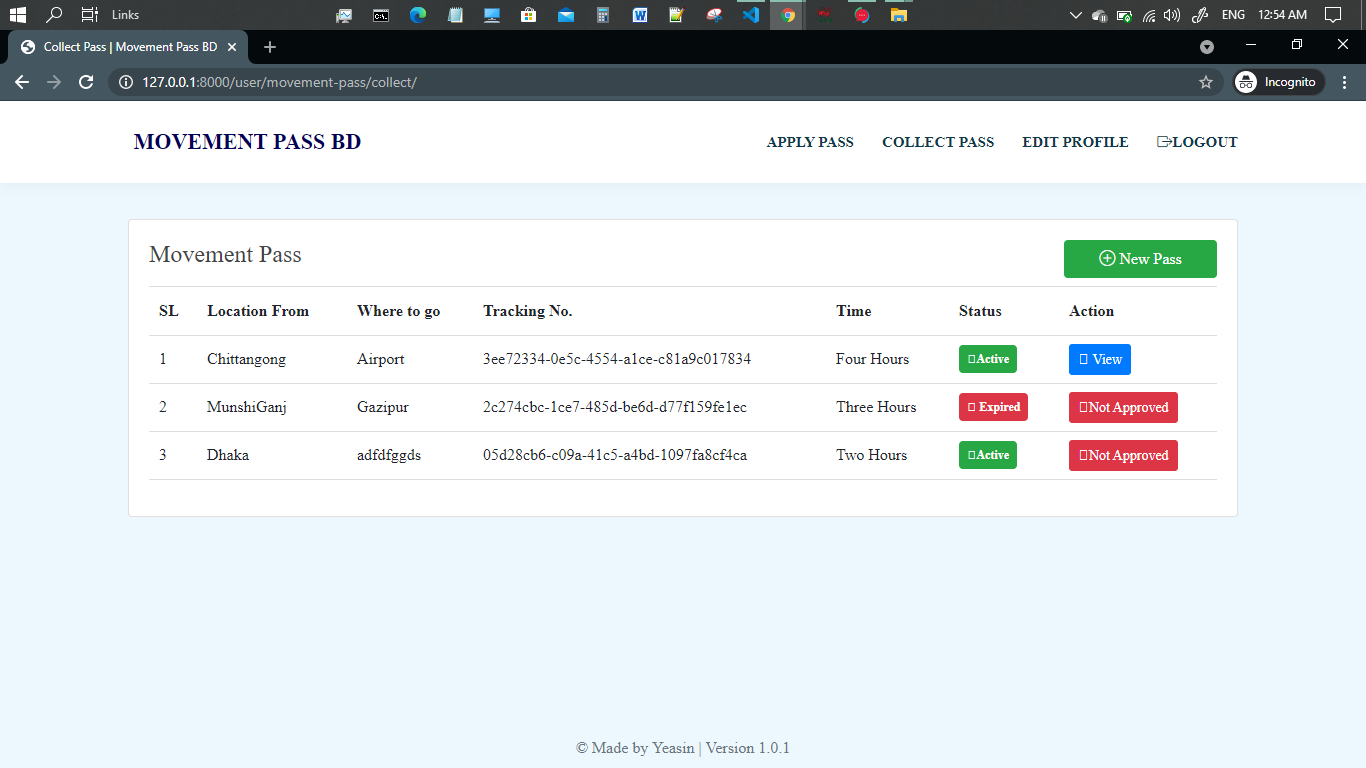 Links
ENG 12:54 AM
Collect Pass | Movement Pass BD
127.0.0.1:8000/user/movement-pass/collect/
Incognito
MOVEMENT PASS BD
APPLY PASS COLLECT PASS EDIT PROFILE LOGOUT
Movement Pass
New Pass
SL Location From Where to go Tracking No. Time Status Action
1 Chittangong Airport 3ee72334-0e5c-4554-a1ce-c81a9c017834 Four Hours Active View
2 MunshiGanj Gazipur 2c274cbc-1ce7-485d-be6d-d77f159fe1ec Three Hours Expired Not Approved
3 Dhaka adfdfggds 05d28cb6-c09a-41c5-a4bd-1097fa8cf4ca Two Hours Active Not Approved
© Made by Yeasin | Version 1.0.1